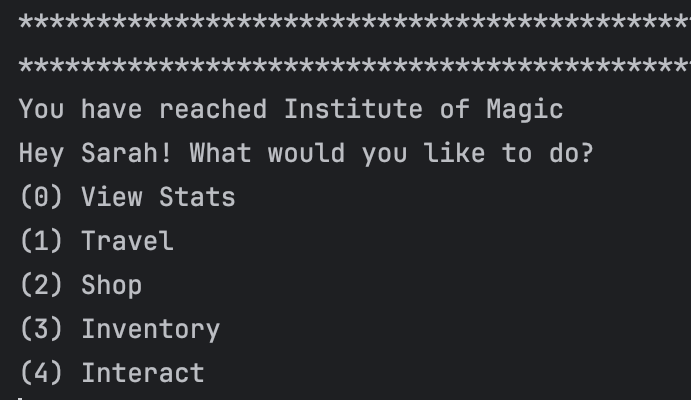 *******************************************
*******************************************
You have reached Institute of Magic
Hey Sarah! What would you like to do?
(0) View Stats
(1) Travel
(2) Shop
(3) Inventory
(4) Interact